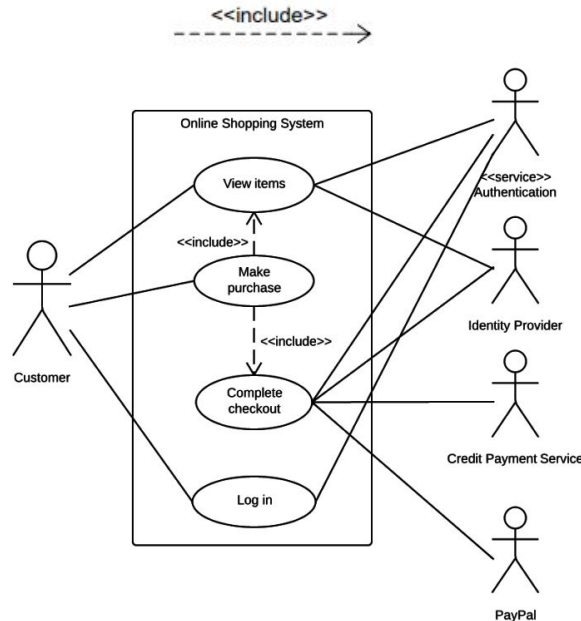 <<include>>
Online Shopping System
View items
<<service>>
Authentication
<<include>>
Make
purchase
Identity Provider
<<include>>
Customer
Complete
checkout
Credit Payment Service
Log in
PayPal